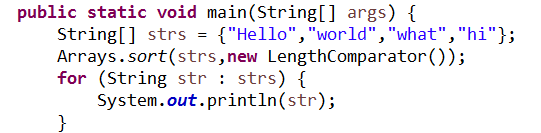 public static void main(String[] args) {
    String[] strs = {"Hello","world","what","hi"};
    Arrays.sort(strs,new LengthComparator());
    for (String str : strs) {
        System.out.println(str);
    }